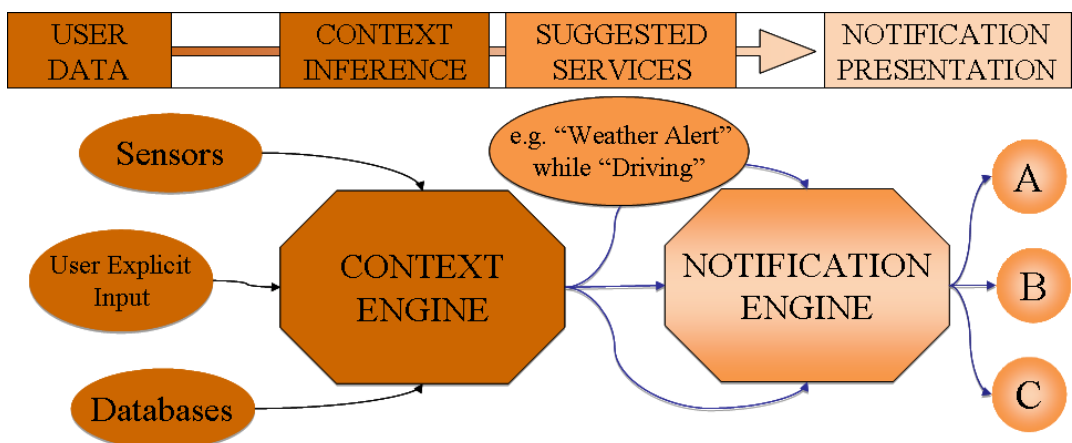 USER
DATA
CONTEXT
INFERENCE
SUGGESTED
SERVICES
NOTIFICATION
PRESENTATION
Sensors
e.g. “Weather Alert”
while “Driving”
A
User Explicit
Input
CONTEXT
ENGINE
NOTIFICATION
ENGINE
B
Databases
C